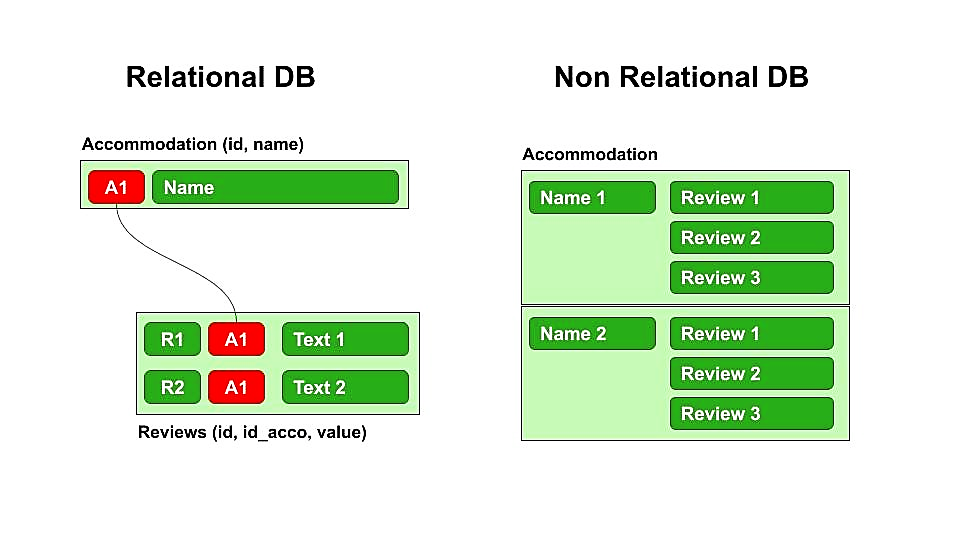 Relational DB
Accommodation (id, name)
A1 Name
R1 A1 Text 1
R2 A1 Text 2
Reviews (id, id_acco, value)
Non Relational DB
Accommodation
Name 1 Review 1
Review 2
Review 3
Name 2 Review 1
Review 2
Review 3